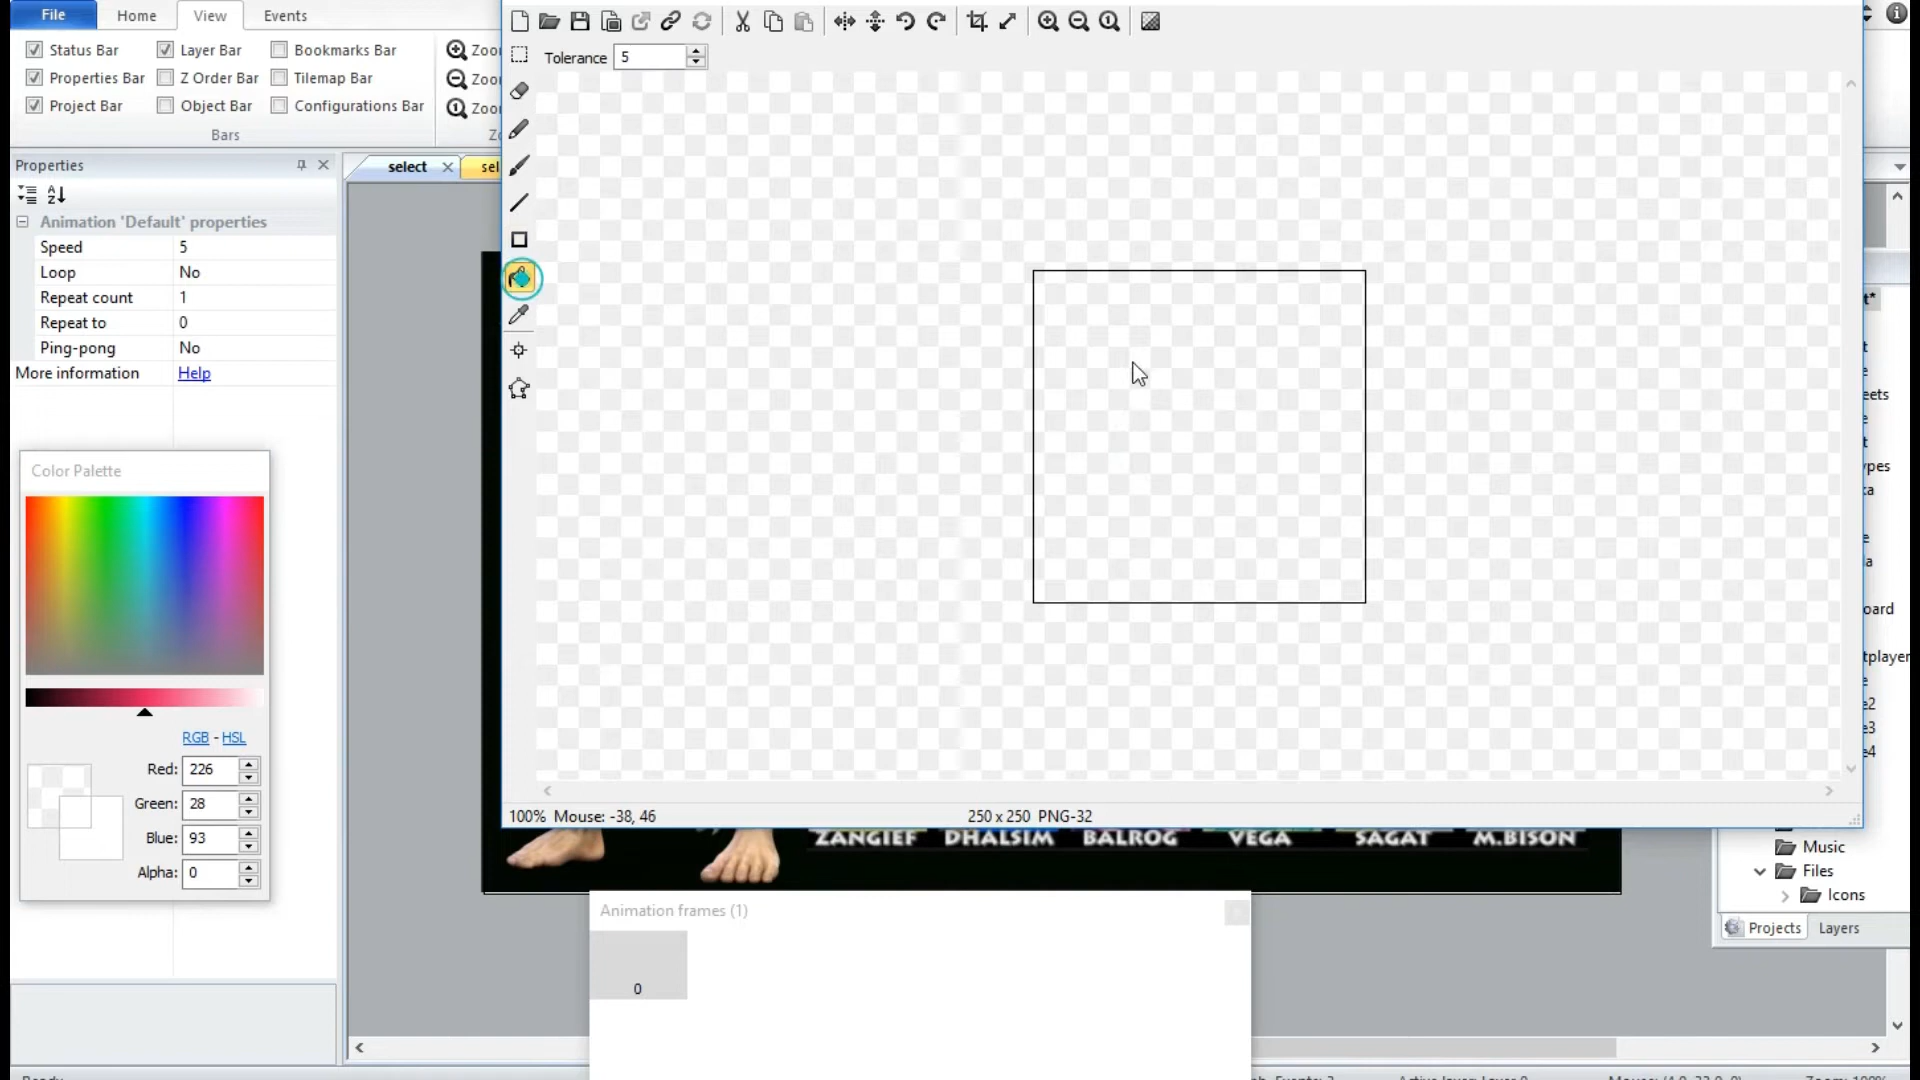 File Home View Events
Status Bar Layer Bar Bookmarks Bar
Properties Bar Z Order Bar Tilemap Bar
Project Bar Object Bar Configurations Bar
Bars
Tolerance 5
Properties
select
Animation 'Default' properties
Speed 5
Loop No
Repeat count 1
Repeat to 0
Ping-pong No
More information Help
Color Palette
RGB - HSL
Red: 226
Green: 28
Blue: 93
Alpha: 0
100% Mouse: -38, 46 250 x 250 PNG-32
ZANGIEF DHALSIM BALROG VEGA SAGAT M.BISON
Music
Files
Icons
Projects Layers
Animation frames (1)
0